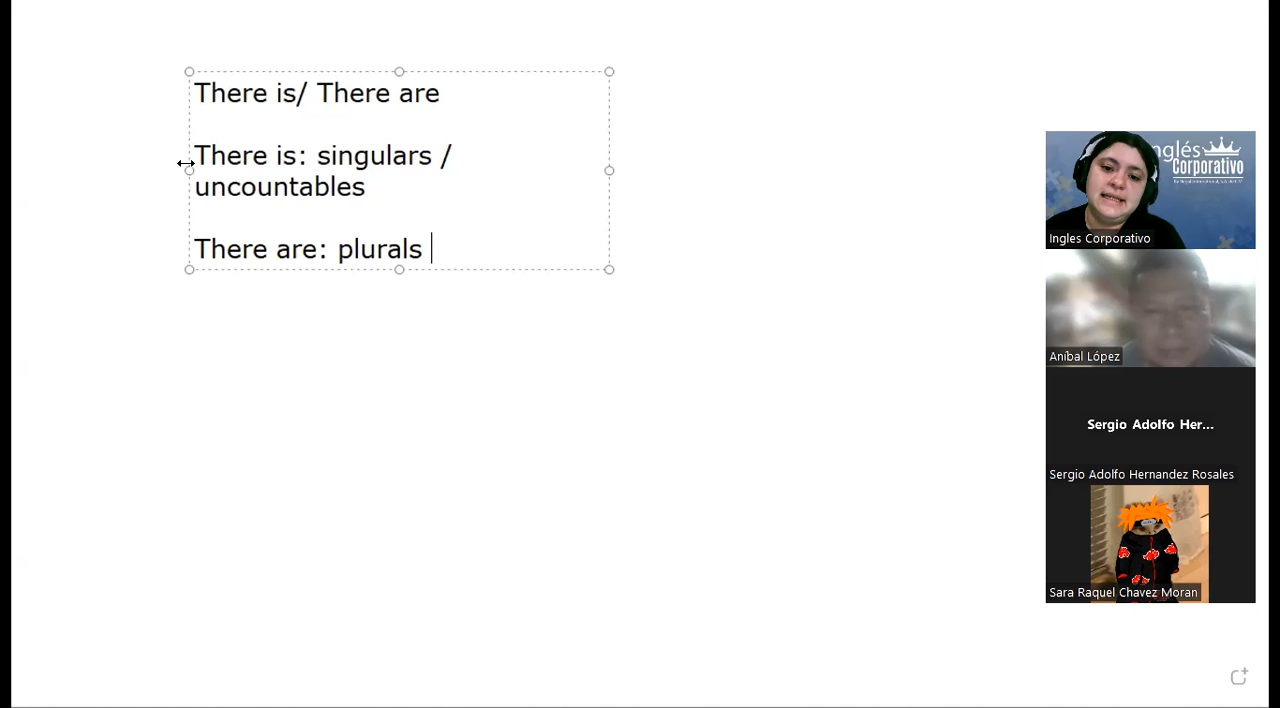 There is/ There are
There is: singulars /
uncountables
There are: plurals
nglés
Corporativo
Ingles Corporativo
Aníbal López
Sergio Adolfo Her...
Sergio Adolfo Hernandez Rosales
Sara Raquel Chavez Moran